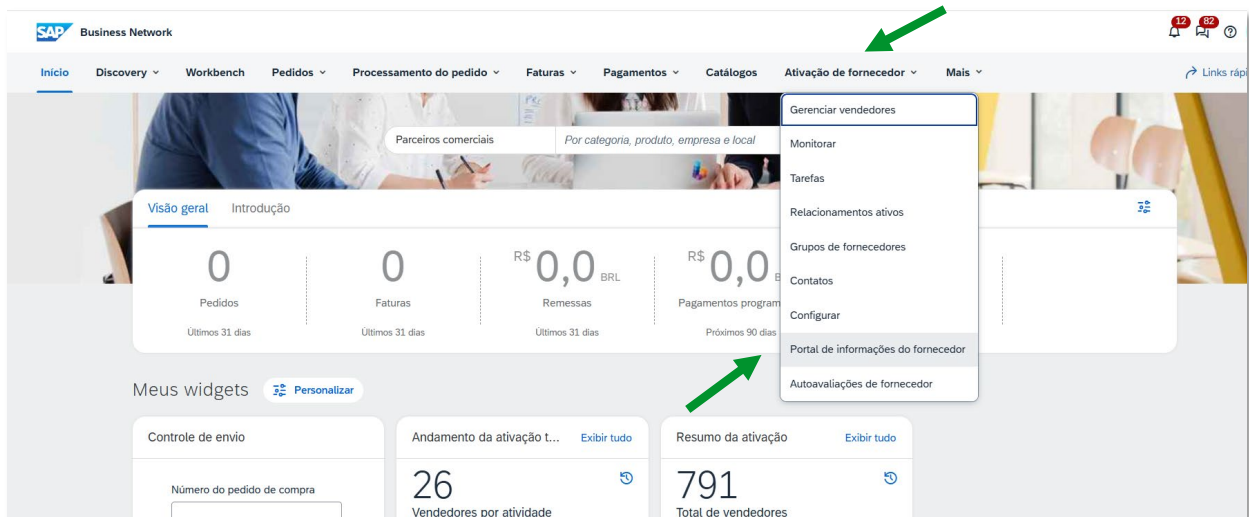 SAP Business Network
12 82
Início Discovery Workbench Pedidos Processamento do pedido Faturas Pagamentos Catálogos Ativação de fornecedor Mais Links rápi
Parceiros comerciais Por categoria, produto, empresa e local
Gerenciar vendedores
Monitorar
Tarefas
Relacionamentos ativos
Grupos de fornecedores
Contatos
Configurar
Portal de informações do fornecedor
Autoavaliações de fornecedor
Visão geral Introdução
0
Pedidos
Últimos 31 dias
0
Faturas
Últimos 31 dias
R$ 0,0 BRL
Remessas
Últimos 31 dias
R$ 0,0 B
Pagamentos program
Próximos 90 dias
Meus widgets Personalizar
Controle de envio
Número do pedido de compra
Andamento da ativação t... Exibir tudo
26
Vendedores por atividade
Resumo da ativação Exibir tudo
791
Total de vendedores